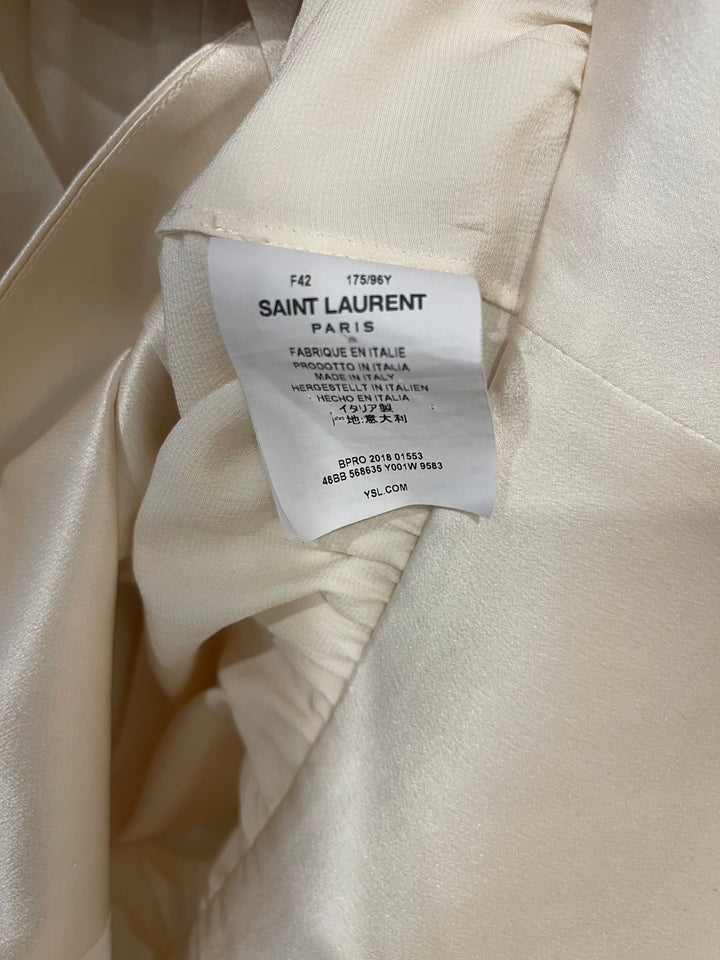 F42 175/96Y
SAINT LAURENT
PARIS
FABRIQUE EN ITALIE
PRODOTTO IN ITALIA
MADE IN ITALY
HERGESTELLT IN ITALIEN
HECHO EN ITALIA
イタリア製
地:意大利
BPRO 2018 01553
48BB 568635 Y001W 9583
YSL.COM